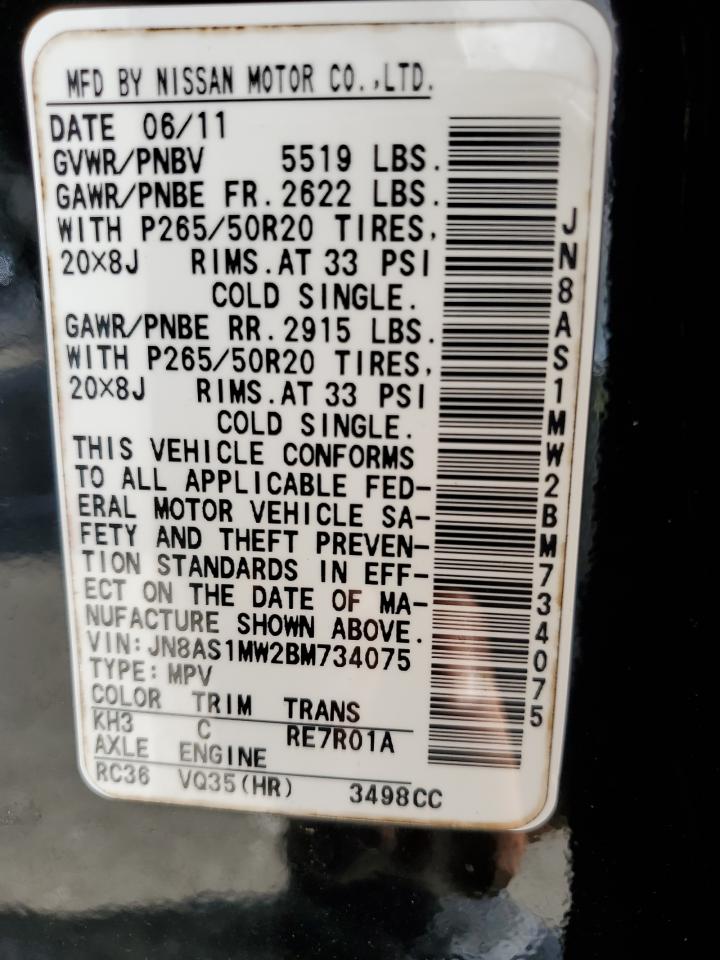 MFD BY NISSAN MOTOR CO.,LTD.
DATE 06/11
GVWR/PNBV 5519 LBS.
GAWR/PNBE FR.2622 LBS.
WITH P265/50R20 TIRES,
20×8J RIMS.AT 33 PSI
COLD SINGLE.
GAWR/PNBE RR.2915 LBS.
WITH P265/50R20 TIRES,
20×8J RIMS.AT 33 PSI
COLD SINGLE.
THIS VEHICLE CONFORMS
TO ALL APPLICABLE FED-
ERAL MOTOR VEHICLE SA-
FETY AND THEFT PREVEN-
TION STANDARDS IN EFF-
ECT ON THE DATE OF MA-
NUFACTURE SHOWN ABOVE.
VIN:JN8AS1MW2BM734075
TYPE:MPV
COLOR TRIM TRANS
KH3 C RE7R01A
AXLE ENGINE
RC36 VQ35(HR) 3498CC
JN8AS1MW2BM734075